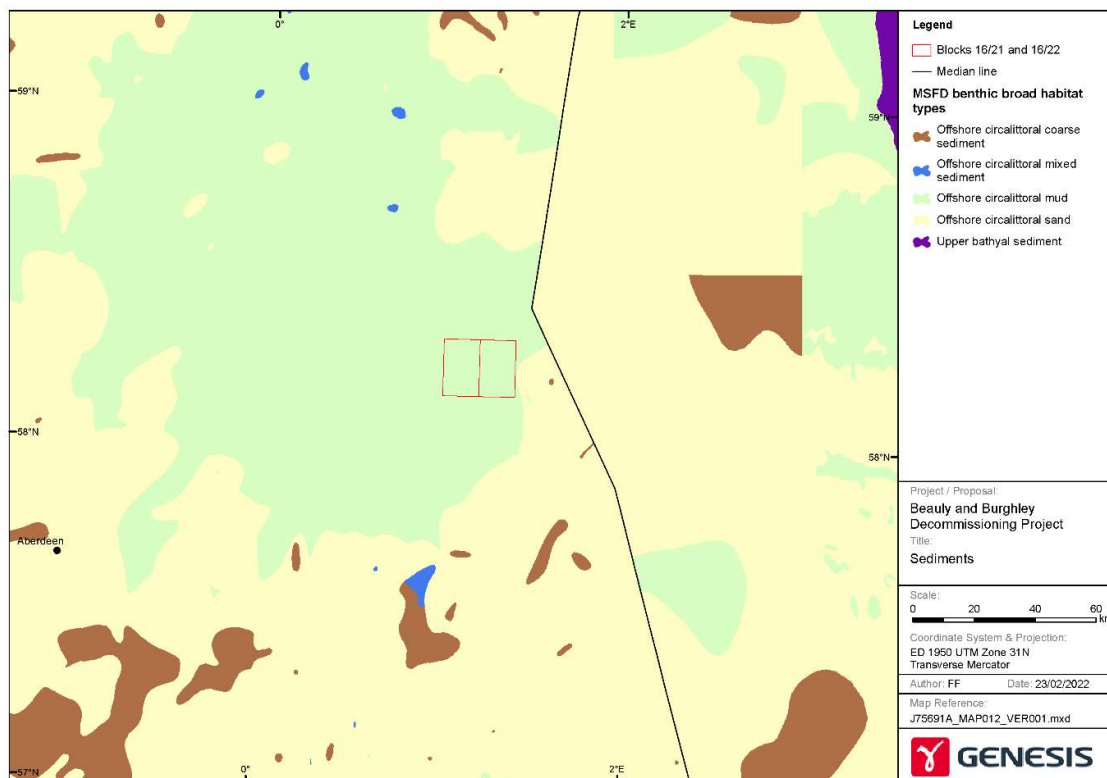 0°
2°E
59°N
59°N
58°N
58°N
Aberdeen
57°N
0°
2°E
Legend
Blocks 16/21 and 16/22
Median line
MSFD benthic broad habitat
types
Offshore circalittoral coarse
sediment
Offshore circalittoral mixed
sediment
Offshore circalittoral mud
Offshore circalittoral sand
Upper bathyal sediment
Project / Proposal:
Beauly and Burghley
Decommissioning Project
Title:
Sediments
Scale:
0 20 40 60
km
Coordinate System & Projection:
ED 1950 UTM Zone 31N
Transverse Mercator
Author: FF Date: 23/02/2022
Map Reference:
J75691A_MAP012_VER001.mxd
GENESIS